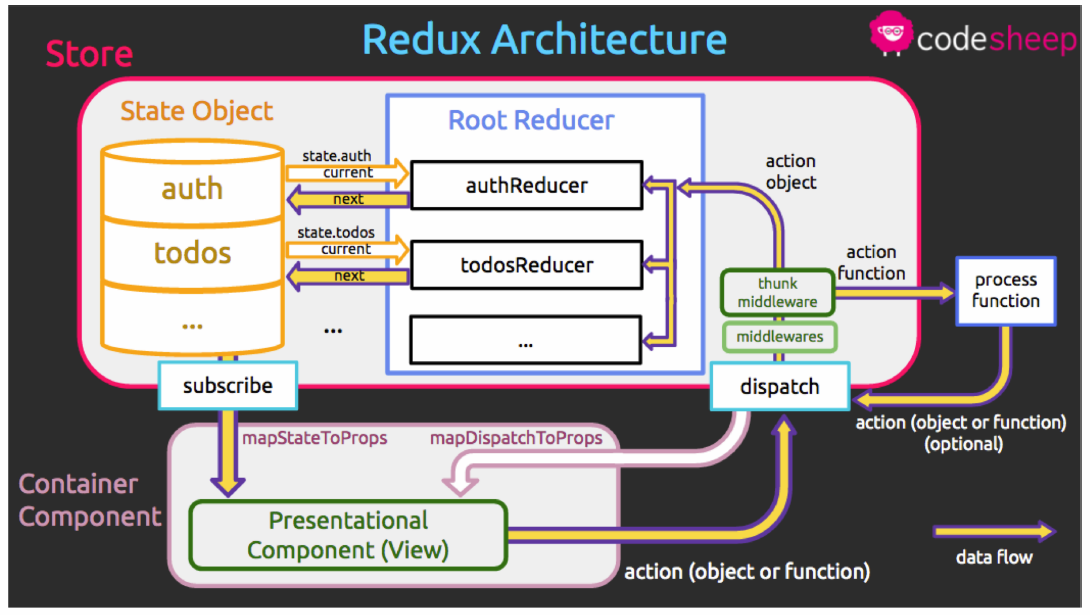 Redux Architecture
codesheep
Store
State Object
Root Reducer
auth
todos
...
state.auth
current
next
state.todos
current
next
...
authReducer
todosReducer
...
action
object
action
function
thunk
middleware
middlewares
process
function
subscribe
dispatch
action (object or function)
(optional)
mapStateToProps
mapDispatchToProps
Container
Component
Presentational
Component (View)
action (object or function)
data flow